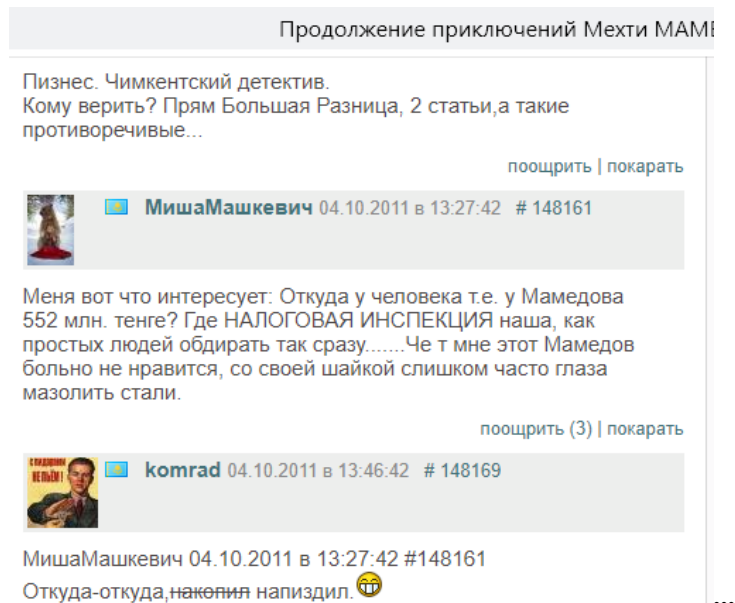 Продолжение приключений Мехти МАМЕ
Пизнес. Чимкентский детектив.
Кому верить? Прям Большая Разница, 2 статьи,а такие
противоречивые...
поощрить | покарать
МишаМашкевич 04.10.2011 в 13:27:42 # 148161
Меня вот что интересует: Откуда у человека т.е. у Мамедова
552 млн. тенге? Где НАЛОГОВАЯ ИНСПЕКЦИЯ наша, как
простых людей обдирать так сразу.......Че т мне этот Мамедов
больно не нравится, со своей шайкой слишком часто глаза
мазолить стали.
поощрить (3) | покарать
НЕ ПЬЁМ!
komrad 04.10.2011 в 13:46:42 # 148169
МишаМашкевич 04.10.2011 в 13:27:42 #148161
Откуда-откуда,накопил напиздил.
...